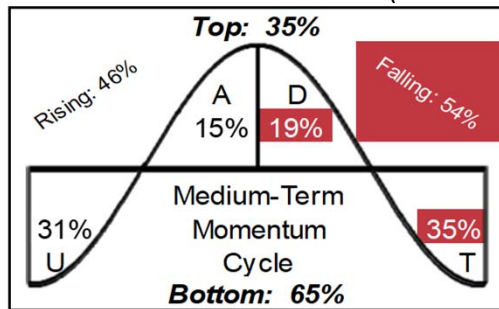 Top: 35%
Rising: 46%
Falling: 54%
A
D
15%
19%
Medium-Term
31%
Momentum
35%
U
Cycle
T
Bottom: 65%